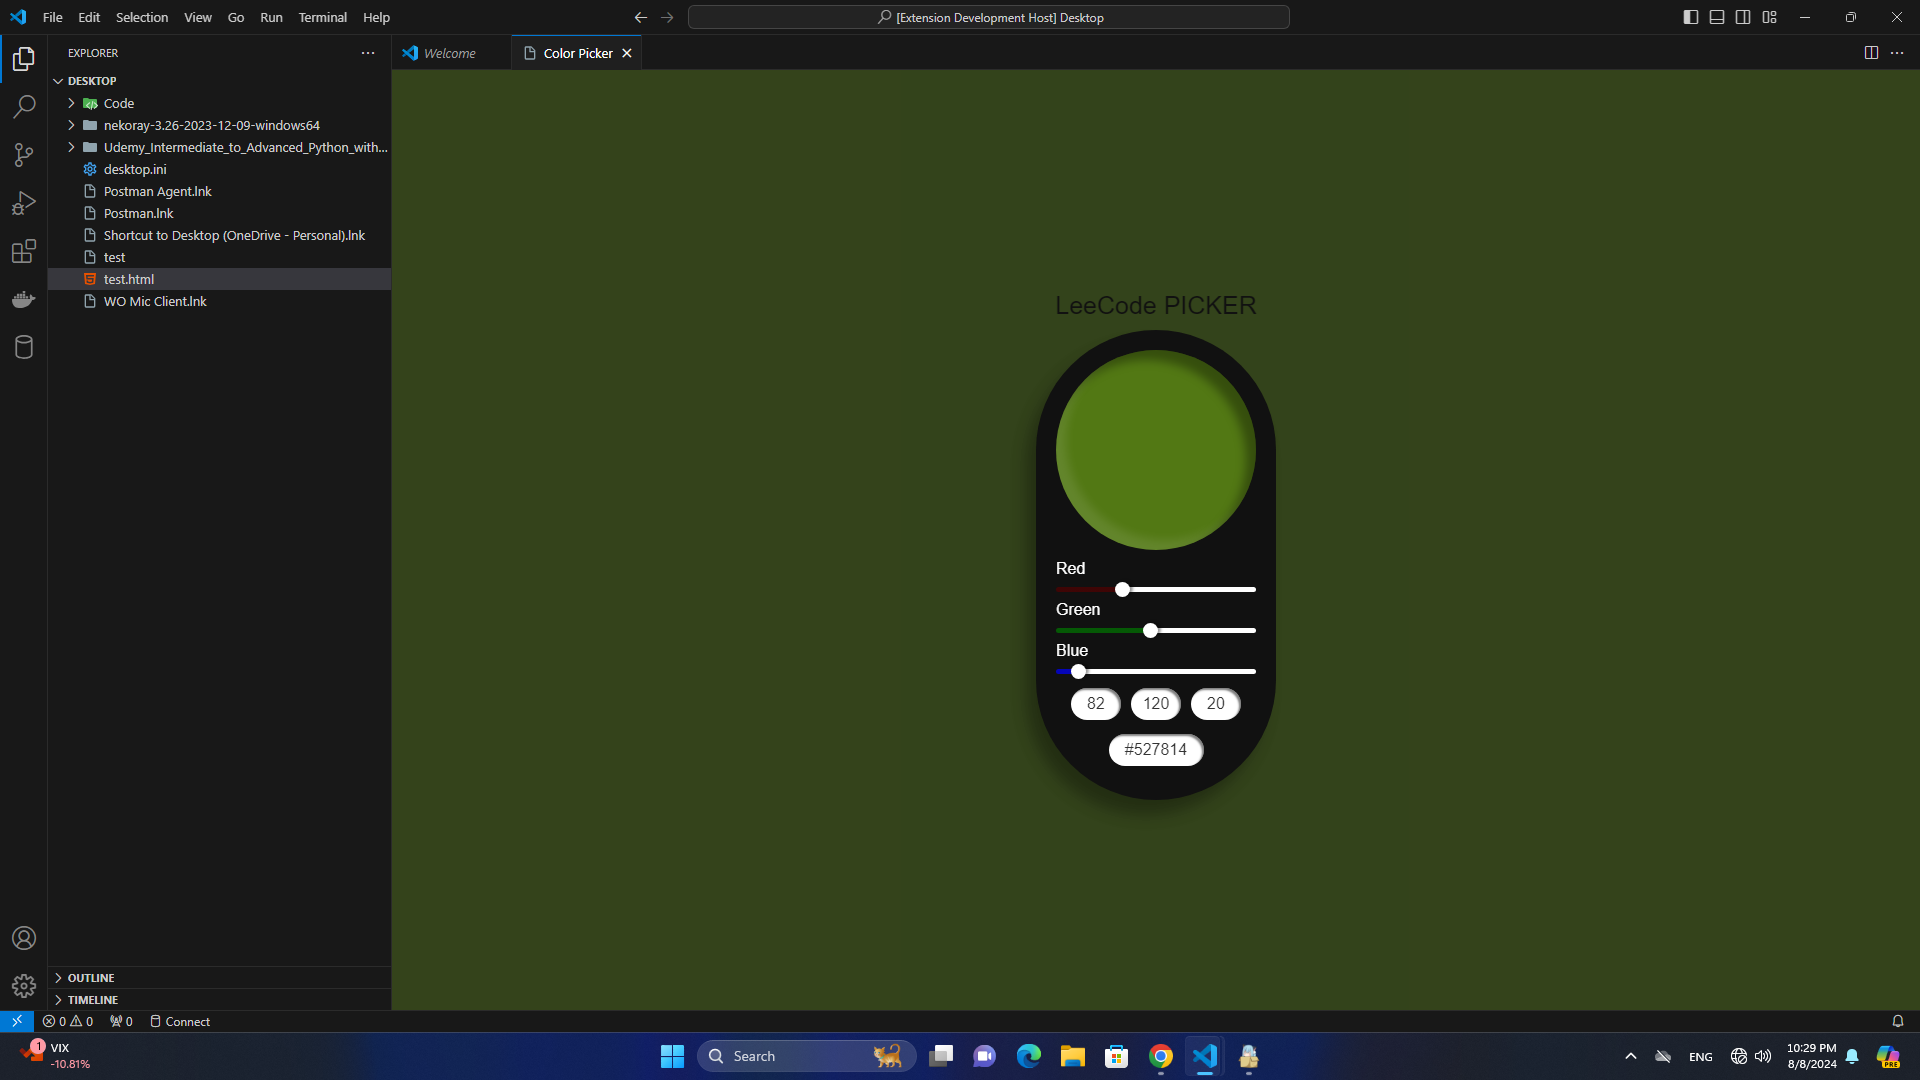 File Edit Selection View Go Run Terminal Help
[Extension Development Host] Desktop
EXPLORER
Welcome
Color Picker
DESKTOP
Code
nekoray-3.26-2023-12-09-windows64
Udemy_Intermediate_to_Advanced_Python_with...
desktop.ini
Postman Agent.lnk
Postman.lnk
Shortcut to Desktop (OneDrive - Personal).lnk
test
test.html
WO Mic Client.lnk
LeeCode PICKER
Red
Green
Blue
82 120 20
#527814
OUTLINE
TIMELINE
0 0 0 Connect
1
VIX
-10.81%
Search
ENG
10:29 PM
8/8/2024
PRE